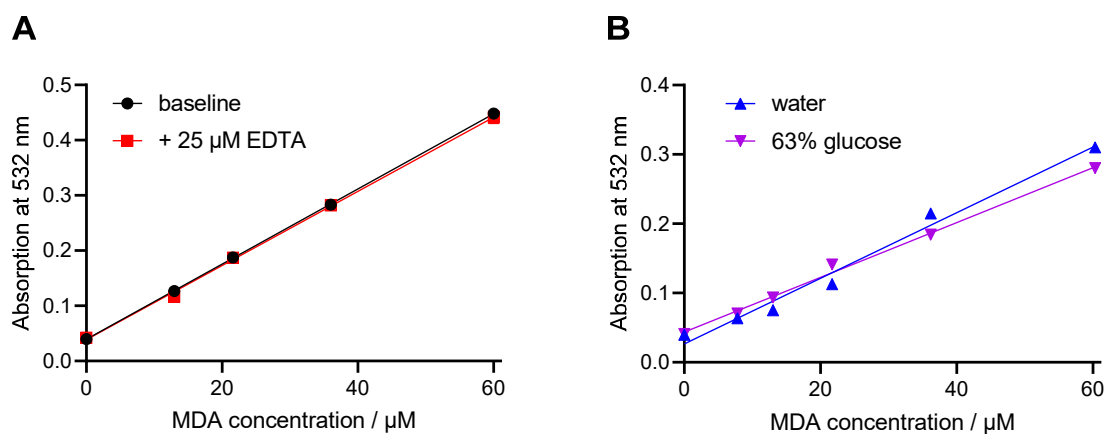 A
0.5
0.4
0.3
0.2
0.1
0.0
Absorption at 532 nm
baseline
+ 25 µM EDTA
0
20
40
60
MDA concentration / µM
B
0.4
0.3
0.2
0.1
0.0
Absorption at 532 nm
water
63% glucose
0
20
40
60
MDA concentration / µM